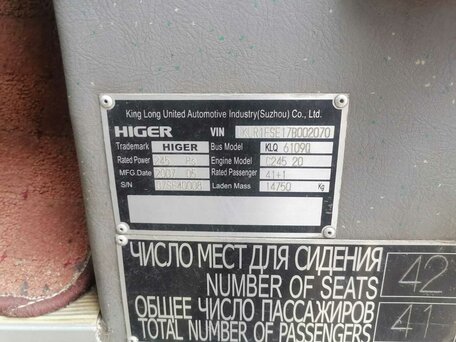 King Long United Automotive Industry(Suzhou) Co., Ltd.
HIGER VIN KLR1FSE17B002070
Trademark HIGER Bus Model KLQ 6109Q
Rated Power 245 Ps Engine Model C245 20
MFG.Date 2007 05 Rated Passenger 41+1
S/N Laden Mass 14750 Kg
ЧИСЛО МЕСТ ДЛЯ СИДЕНИЯ
NUMBER OF SEATS 42
ОБЩЕЕ ЧИСЛО ПАССАЖИРОВ
TOTAL NUMBER OF PASSENGERS 41